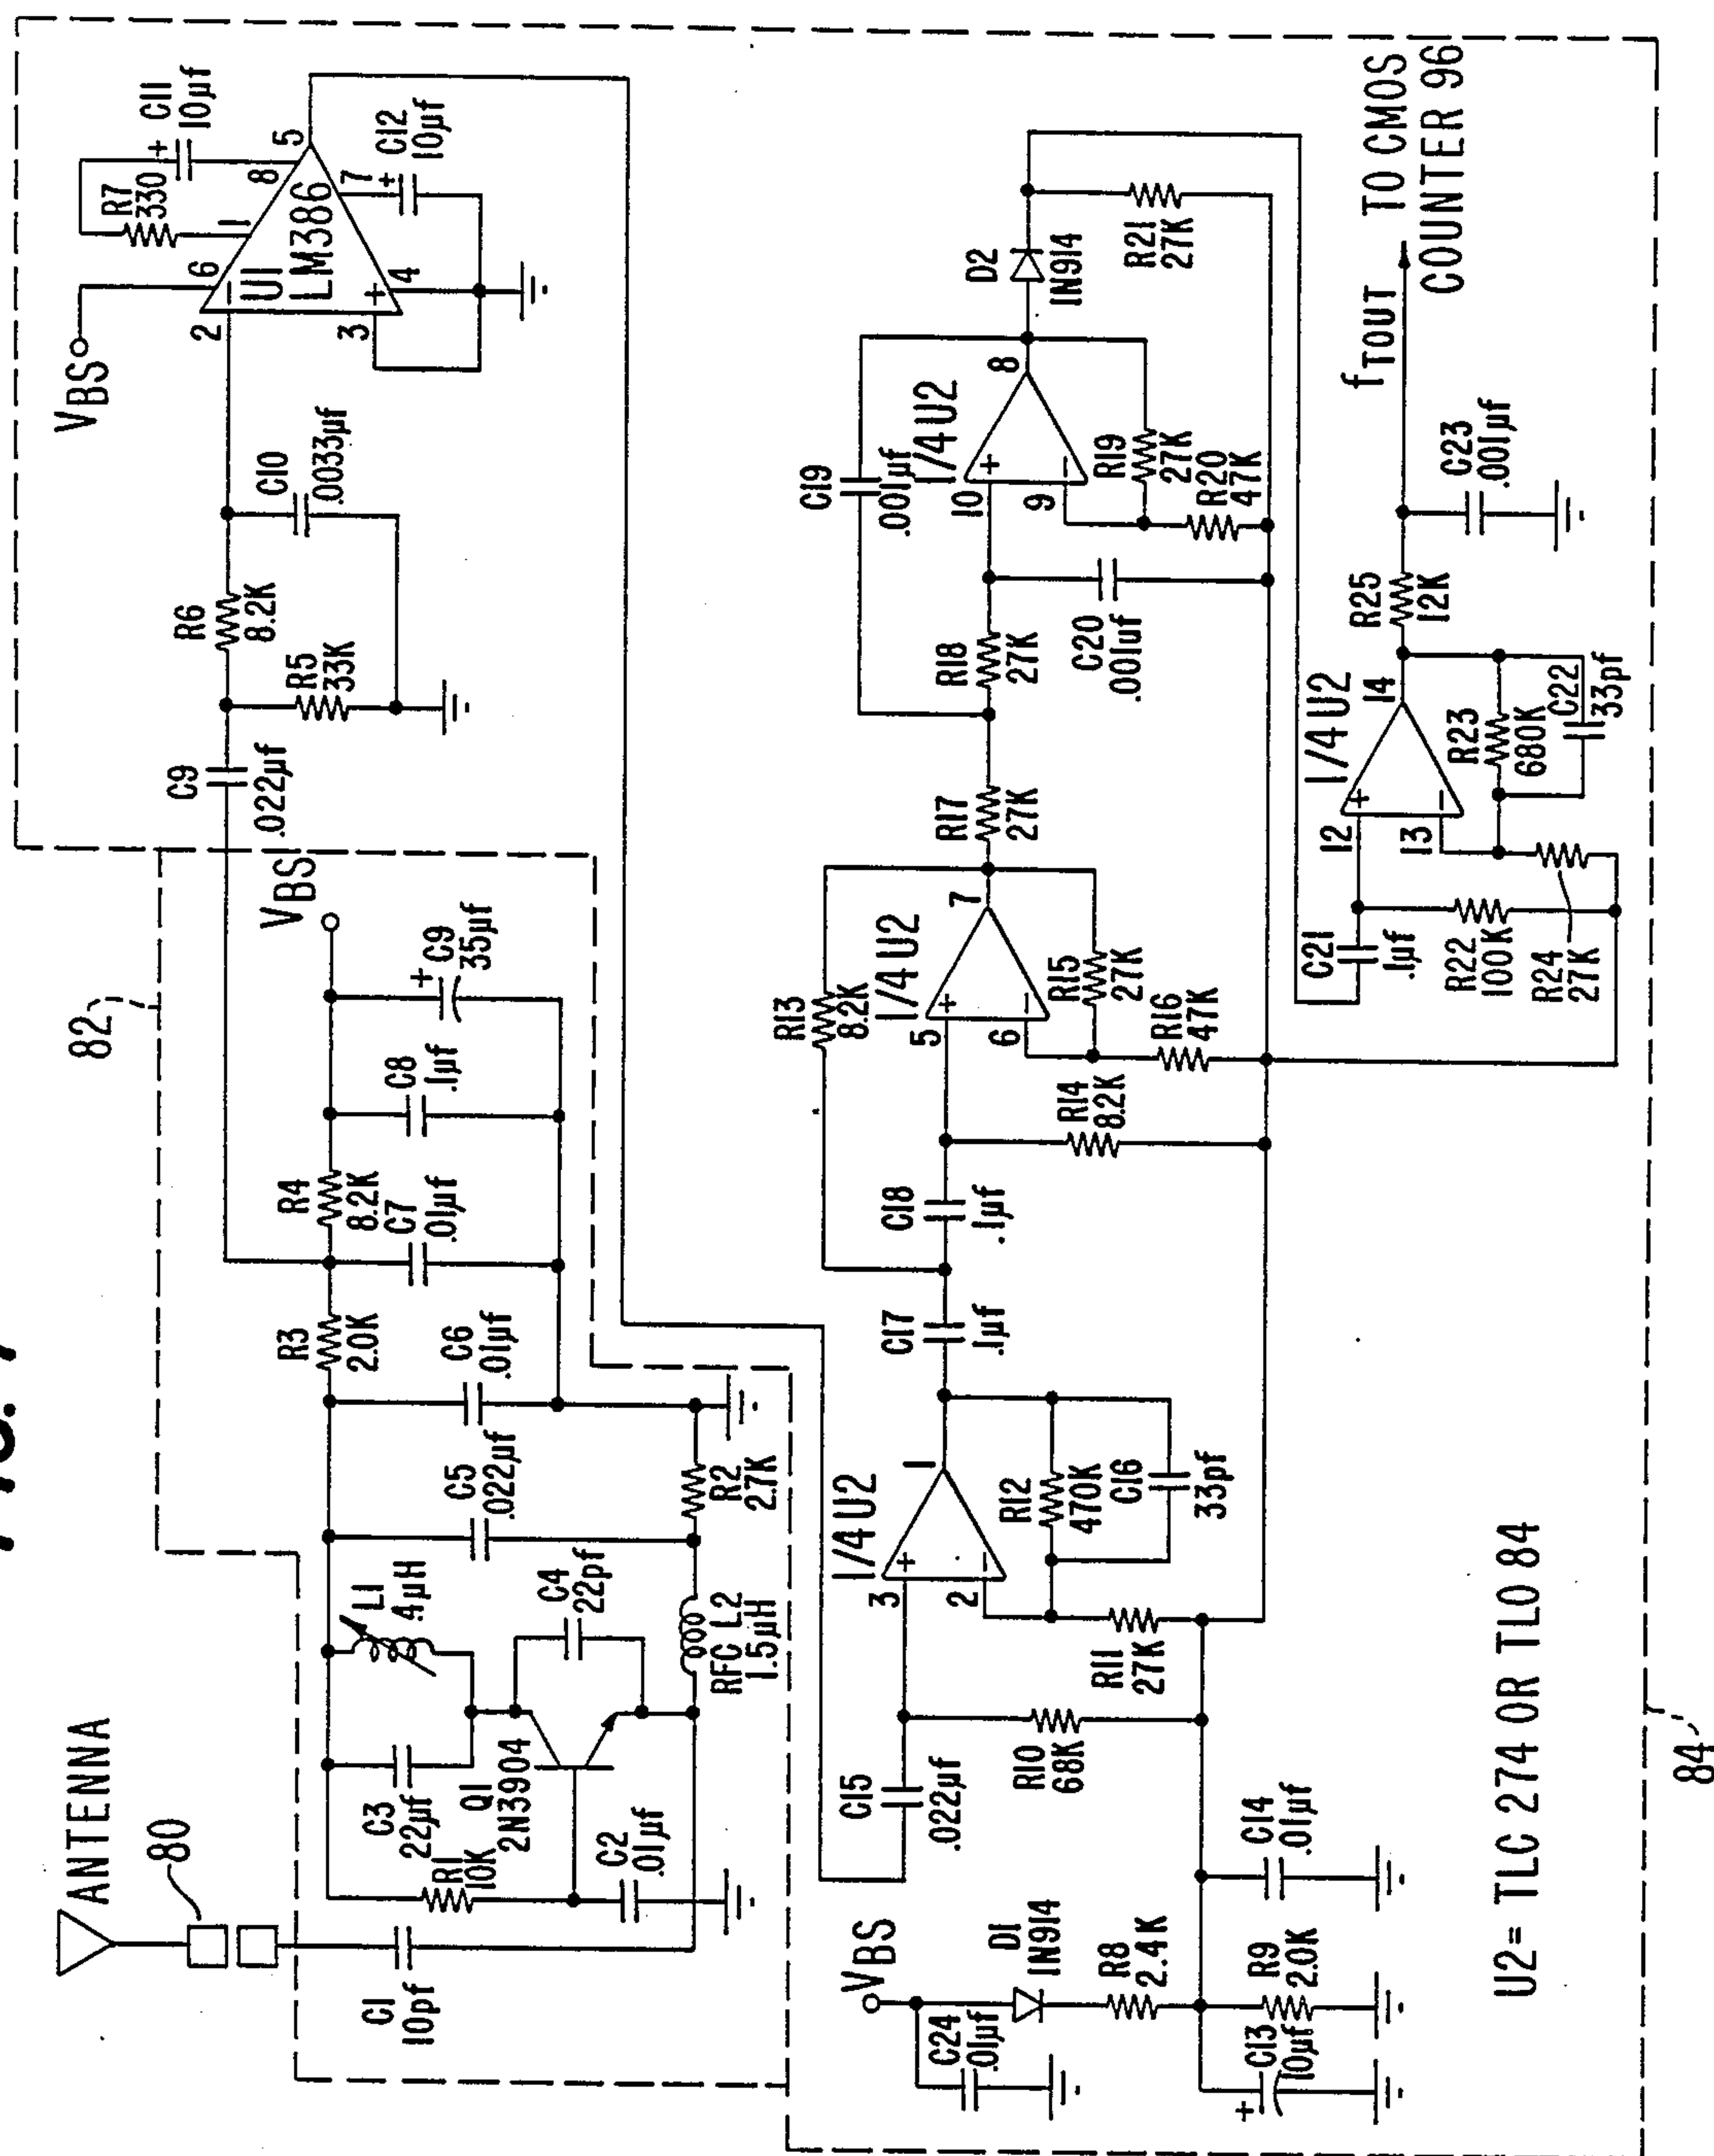 ANTENNA
80
82
C1
10pf
C3
22µf
R1
10K
Q1
2N3904
C2
.01µf
L1
.4µH
C4
22pf
RFC L2
1.5µH
C5
.022µf
R2
2.7K
C6
.01µf
R3
2.0K
R4
8.2K
C7
.01µf
C8
.1µf
C9
35µf
+
VBS
C9
.022µf
R6
8.2K
R5
33K
C10
.0033µf
VBS
2
3
6
−
+
U1
LM386
4
1
R7
330
8
7
5
C11
10µf
+
C12
10µf
+
VBS
C24
.01µf
D1
IN914
R8
2.4K
C13
10µf
+
R9
2.0K
C14
.01µf
C15
.022µf
R10
68K
R11
27K
3
2
+
−
1/4 U2
1
R12
470K
C16
33pf
C17
.1µf
C18
.1µf
R13
8.2K
R14
8.2K
5
6
+
−
1/4 U2
7
R15
27K
R16
47K
R17
27K
R18
27K
C19
.001µf
C20
.001uf
10
9
+
−
1/4 U2
8
R19
27K
R20
47K
D2
IN914
R21
27K
C21
.1µf
R22
100K
R24
27K
12
13
+
−
1/4 U2
14
R23
680K
C22
33pf
R25
12K
C23
.001µf
fTOUT
TO CMOS
COUNTER 96
U2= TLC 274 OR TL0 84
84